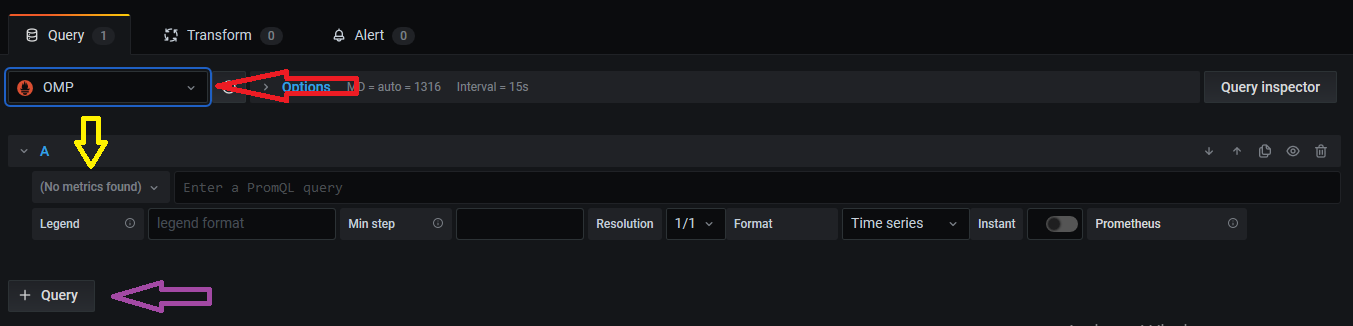 Query 1 Transform 0 Alert 0
OMP Options MD = auto = 1316 Interval = 15s Query inspector
A
(No metrics found) Enter a PromQL query
Legend legend format Min step Resolution 1/1 Format Time series Instant Prometheus
+ Query